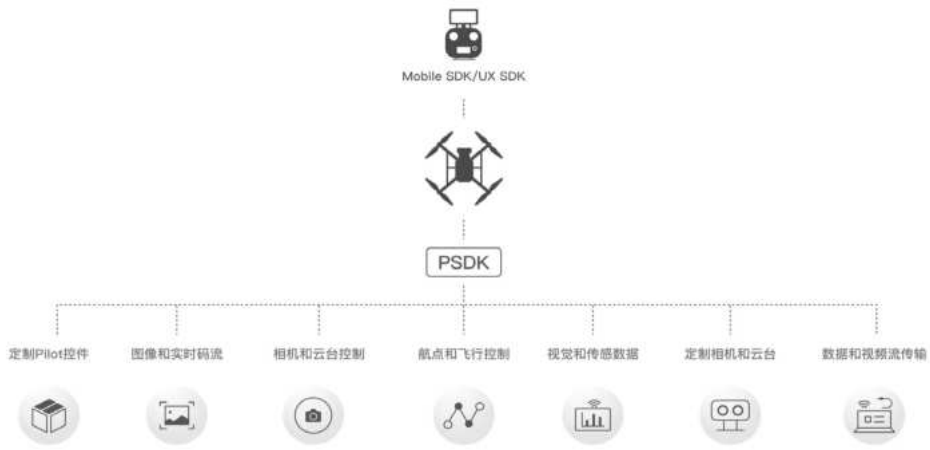 Mobile SDK/UX SDK
PSDK
定制Pilot控件
图像和实时码流
相机和云台控制
航点和飞行控制
视觉和传感数据
定制相机和云台
数据和视频流传输